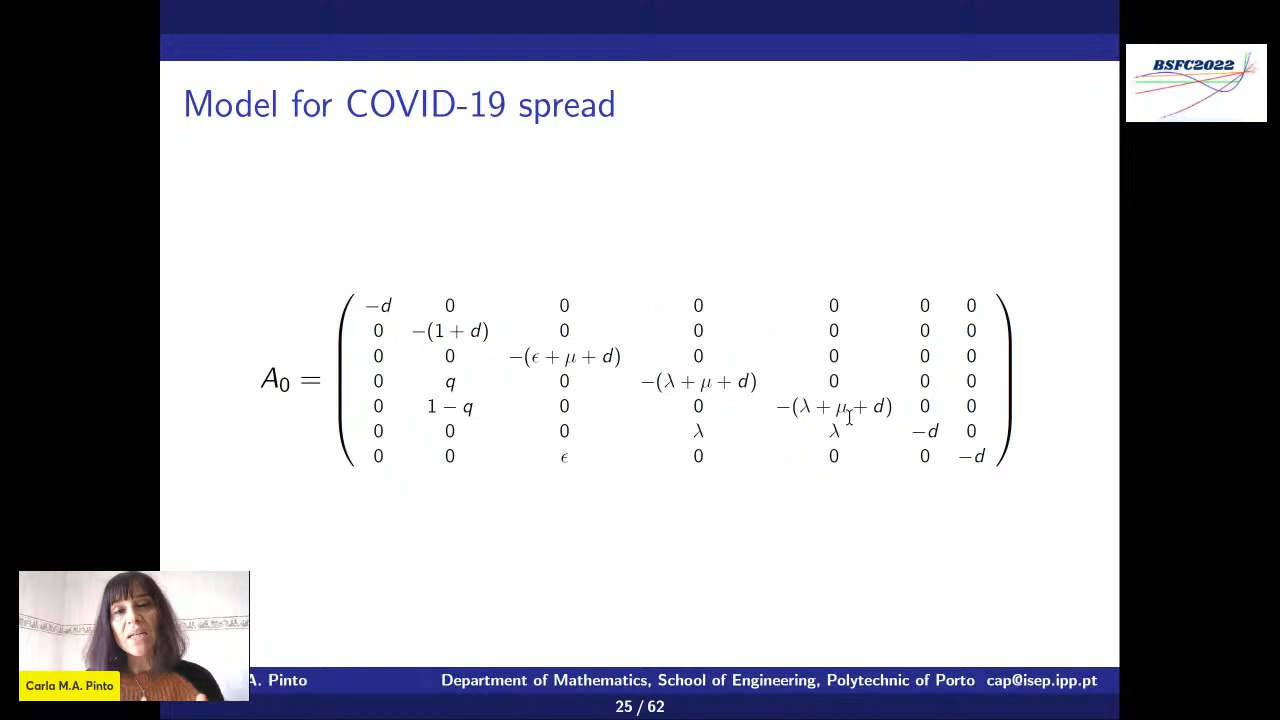 BSFC2022
Model for COVID-19 spread
−d 0 0 0 0 0 0
0 −(1 + d) 0 0 0 0 0
0 0 −(ϵ + μ + d) 0 0 0 0
A₀ = 0 q 0 −(λ + μ + d) 0 0 0
0 1 − q 0 0 −(λ + μ + d) 0 0
0 0 0 λ λ −d 0
0 0 ϵ 0 0 0 −d
Carla M.A. Pinto
A. Pinto Department of Mathematics, School of Engineering, Polytechnic of Porto cap@isep.ipp.pt
25 / 62